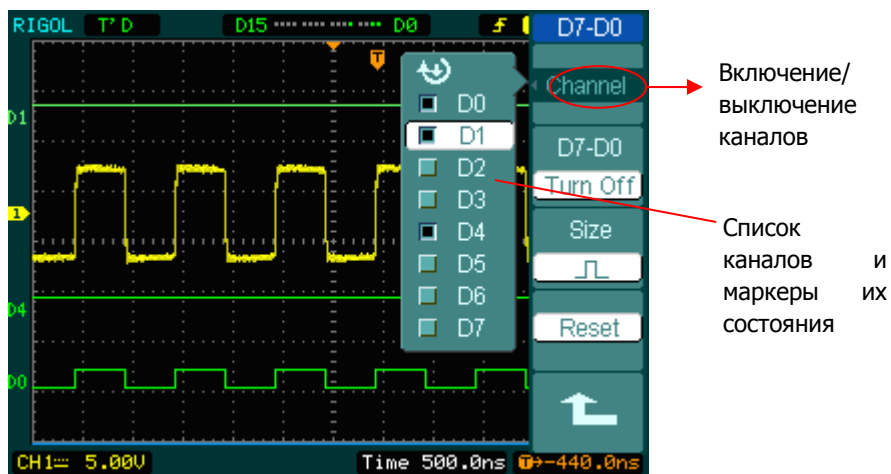 RIGOL T'D D15 D0 D7-D0
Channel
D0
D1
D2
D3
D4
D5
D6
D7
D7-D0
Turn Off
Size
Reset
T
D1
1
D4
D0
CH1 5.00V Time 500.0ns T→-440.0ns
Включение/
выключение
каналов
Список
каналов и
маркеры их
состояния